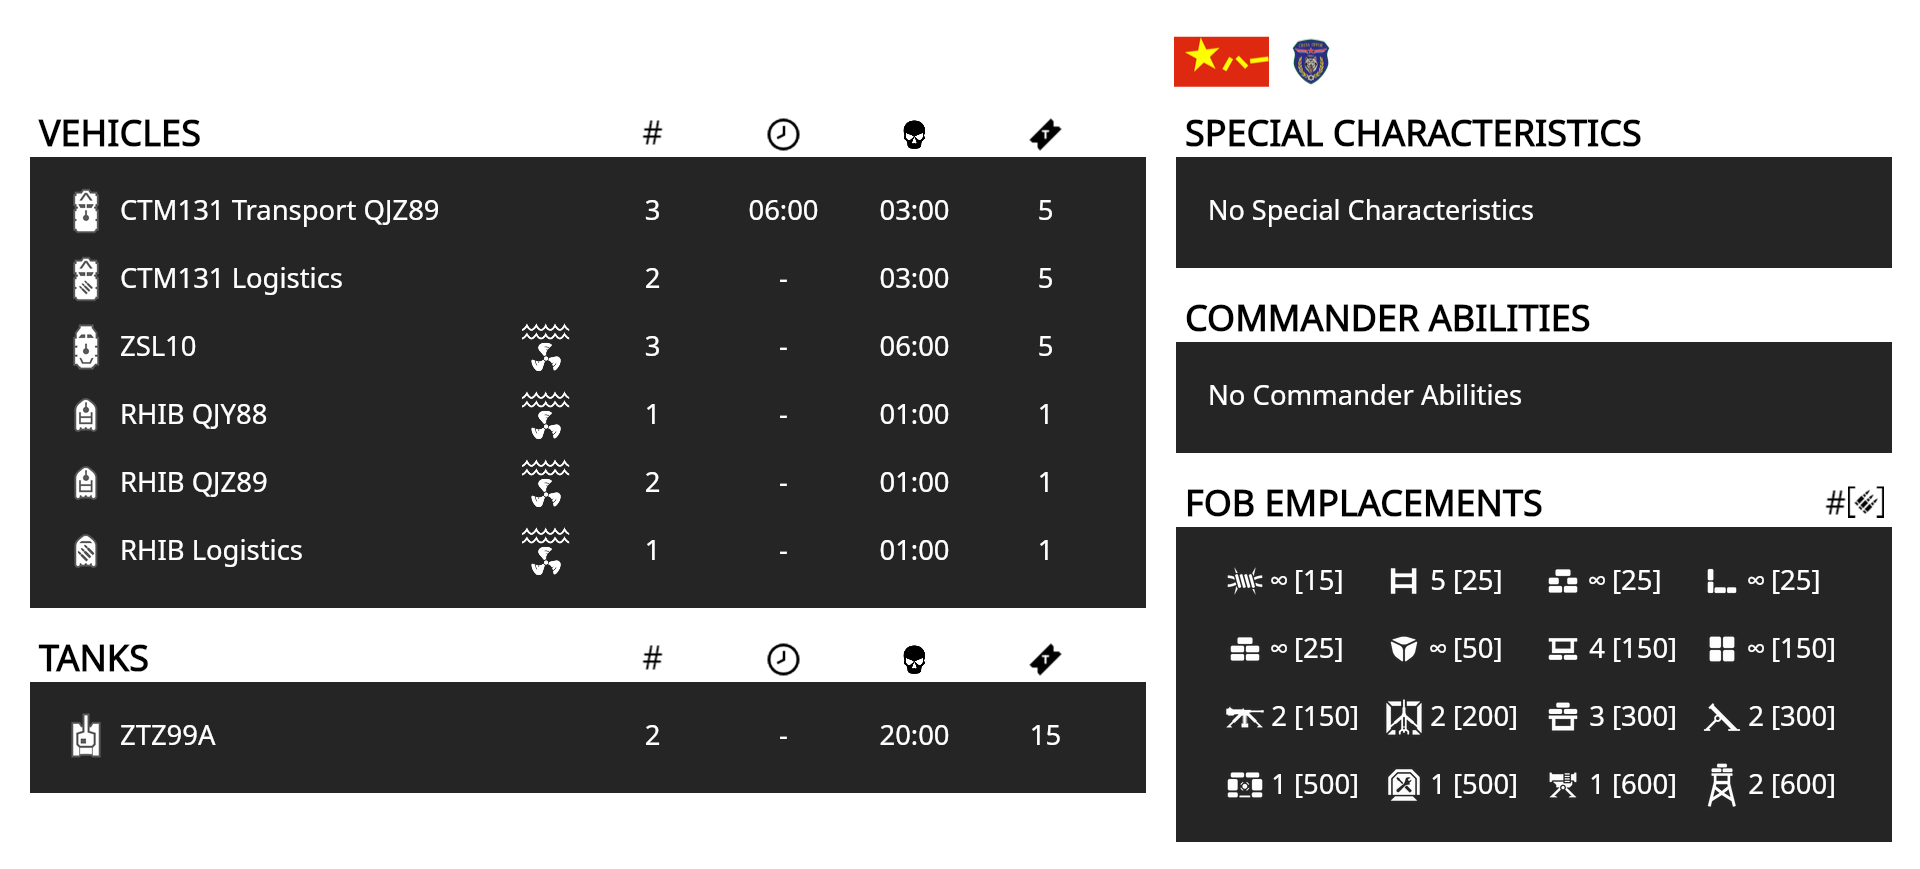 VEHICLES #
CTM131 Transport QJZ89 3 06:00 03:00 5
CTM131 Logistics 2 - 03:00 5
ZSL10 3 - 06:00 5
RHIB QJY88 1 - 01:00 1
RHIB QJZ89 2 - 01:00 1
RHIB Logistics 1 - 01:00 1
TANKS #
ZTZ99A 2 - 20:00 15
八一
SPECIAL CHARACTERISTICS
No Special Characteristics
COMMANDER ABILITIES
No Commander Abilities
FOB EMPLACEMENTS #[ ]
∞ [15] 5 [25] ∞ [25] ∞ [25]
∞ [25] ∞ [50] 4 [150] ∞ [150]
2 [150] 2 [200] 3 [300] 2 [300]
1 [500] 1 [500] 1 [600] 2 [600]